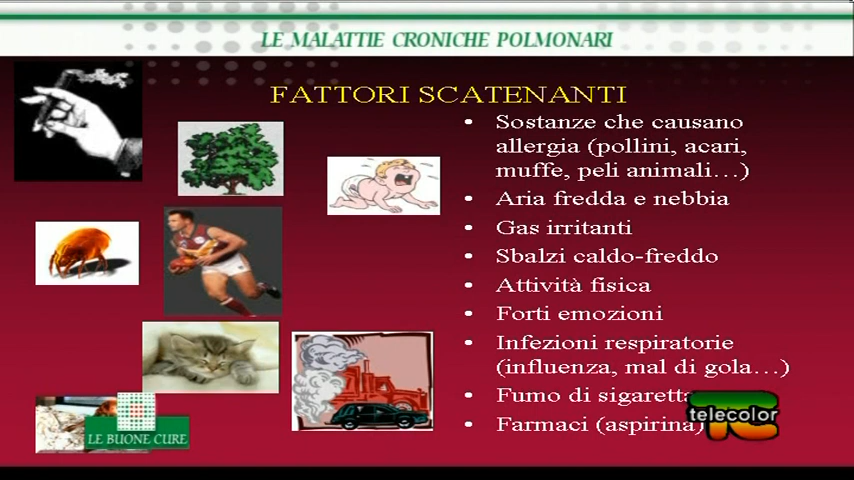 LE MALATTIE CRONICHE POLMONARI
FATTORI SCATENANTI
• Sostanze che causano
allergia (pollini, acari,
muffe, peli animali…)
• Aria fredda e nebbia
• Gas irritanti
• Sbalzi caldo-freddo
• Attività fisica
• Forti emozioni
• Infezioni respiratorie
(influenza, mal di gola…)
• Fumo di sigaretta
• Farmaci (aspirina)
LE BUONE CURE
telecolor